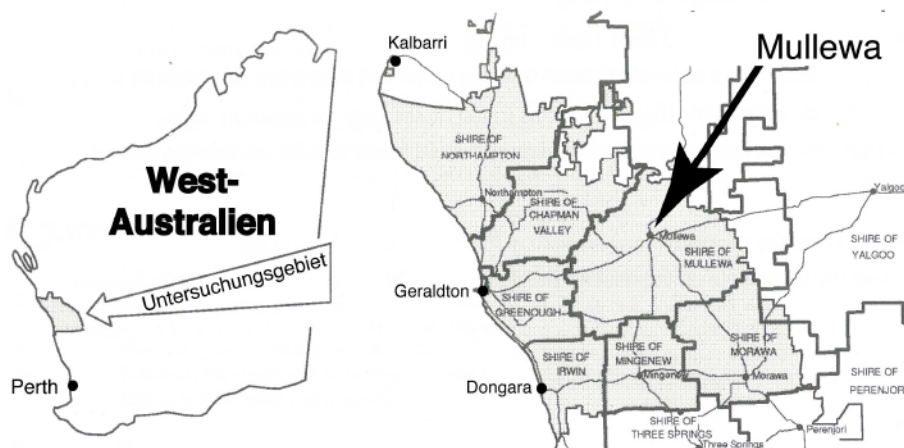 West-
Australien
Untersuchungsgebiet
Perth
Kalbarri
Mullewa
SHIRE OF
NORTHAMPTON
Northampton
SHIRE OF
CHAPMAN
VALLEY
Mullewa
SHIRE OF
MULLEWA
Yalgoo
SHIRE OF
YALGOO
Geraldton
SHIRE OF
GREENOUGH
SHIRE OF
IRWIN
SHIRE OF
MINGENEW
Mingenew
SHIRE OF
MORAWA
Morawa
Dongara
SHIRE OF
PERENJORI
SHIRE OF
THREE SPRINGS
Three Springs
Perenjori